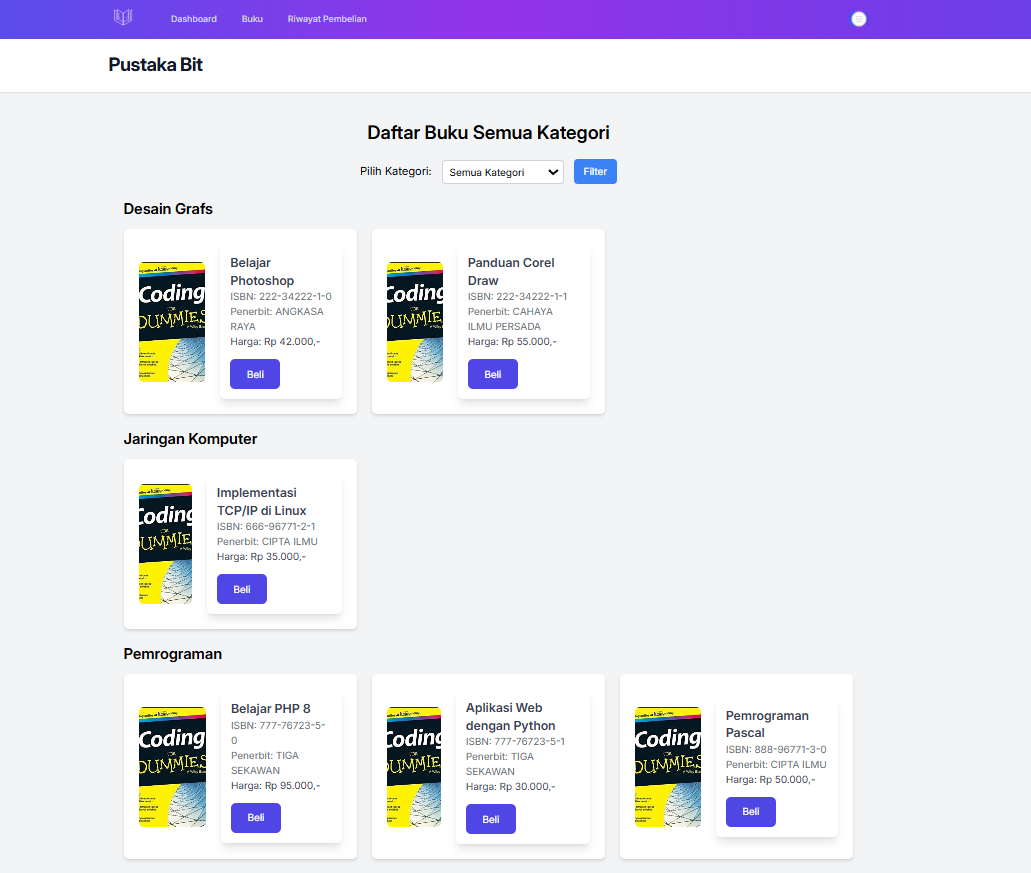 Dashboard Buku Riwayat Pembelian
Pustaka Bit
Daftar Buku Semua Kategori
Pilih Kategori: Semua Kategori Filter
Desain Grafs
Coding
FOR
DUMMIES
Belajar
Photoshop
ISBN: 222-34222-1-0
Penerbit: ANGKASA
RAYA
Harga: Rp 42.000,-
Beli
Coding
FOR
DUMMIES
Panduan Corel
Draw
ISBN: 222-34222-1-1
Penerbit: CAHAYA
ILMU PERSADA
Harga: Rp 55.000,-
Beli
Jaringan Komputer
Coding
FOR
DUMMIES
Implementasi
TCP/IP di Linux
ISBN: 666-96771-2-1
Penerbit: CIPTA ILMU
Harga: Rp 35.000,-
Beli
Pemrograman
Coding
FOR
DUMMIES
Belajar PHP 8
ISBN: 777-76723-5-
0
Penerbit: TIGA
SEKAWAN
Harga: Rp 95.000,-
Beli
Coding
FOR
DUMMIES
Aplikasi Web
dengan Python
ISBN: 777-76723-5-1
Penerbit: TIGA
SEKAWAN
Harga: Rp 30.000,-
Beli
Coding
FOR
DUMMIES
Pemrograman
Pascal
ISBN: 888-96771-3-0
Penerbit: CIPTA ILMU
Harga: Rp 50.000,-
Beli